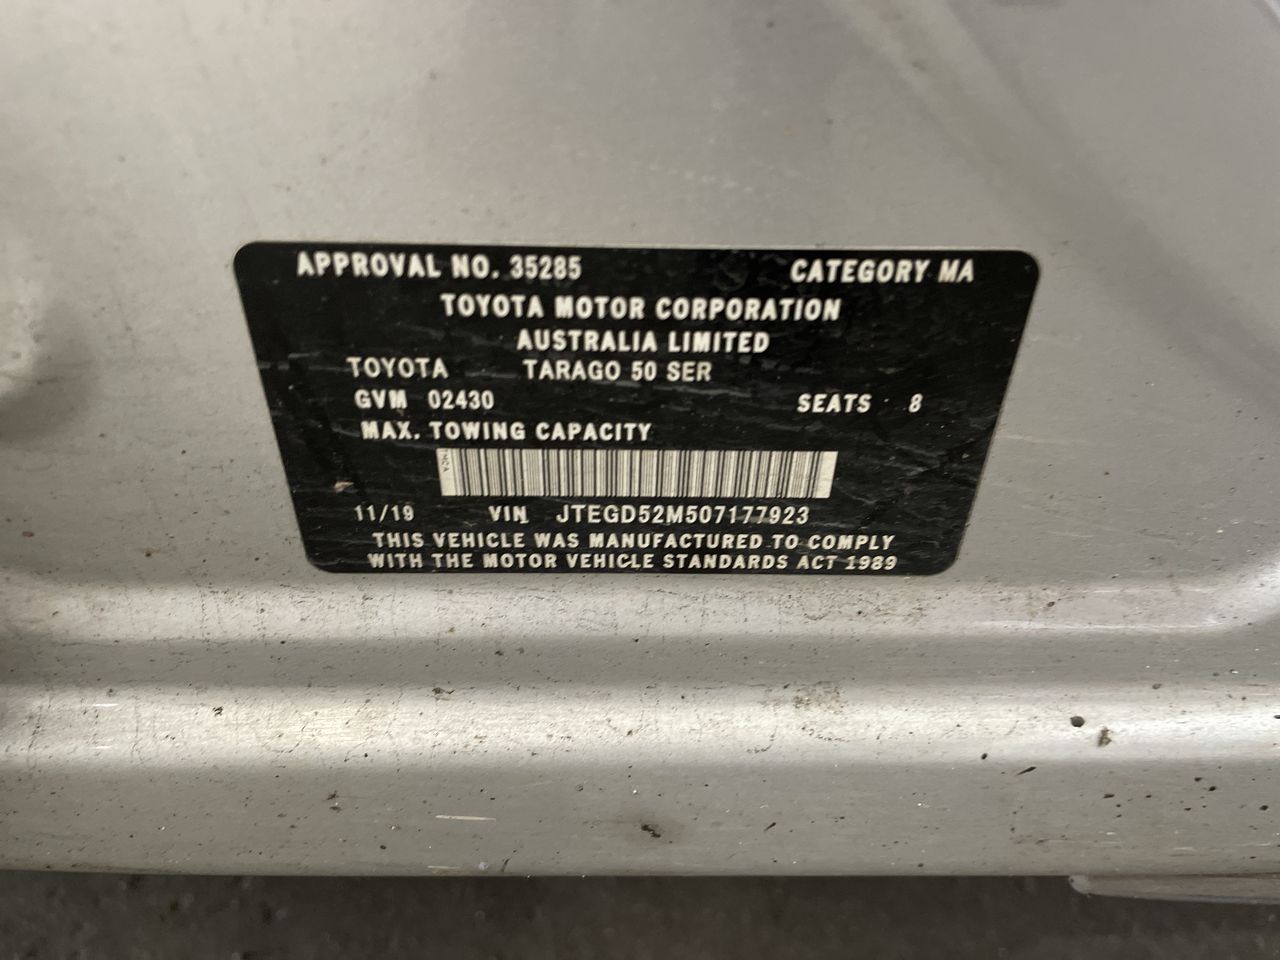 APPROVAL NO. 35285 CATEGORY MA
TOYOTA MOTOR CORPORATION
AUSTRALIA LIMITED
TOYOTA TARAGO 50 SER
GVM 02430 SEATS 8
MAX. TOWING CAPACITY
11/19 VIN JTEGD52M507177923
THIS VEHICLE WAS MANUFACTURED TO COMPLY
WITH THE MOTOR VEHICLE STANDARDS ACT 1989